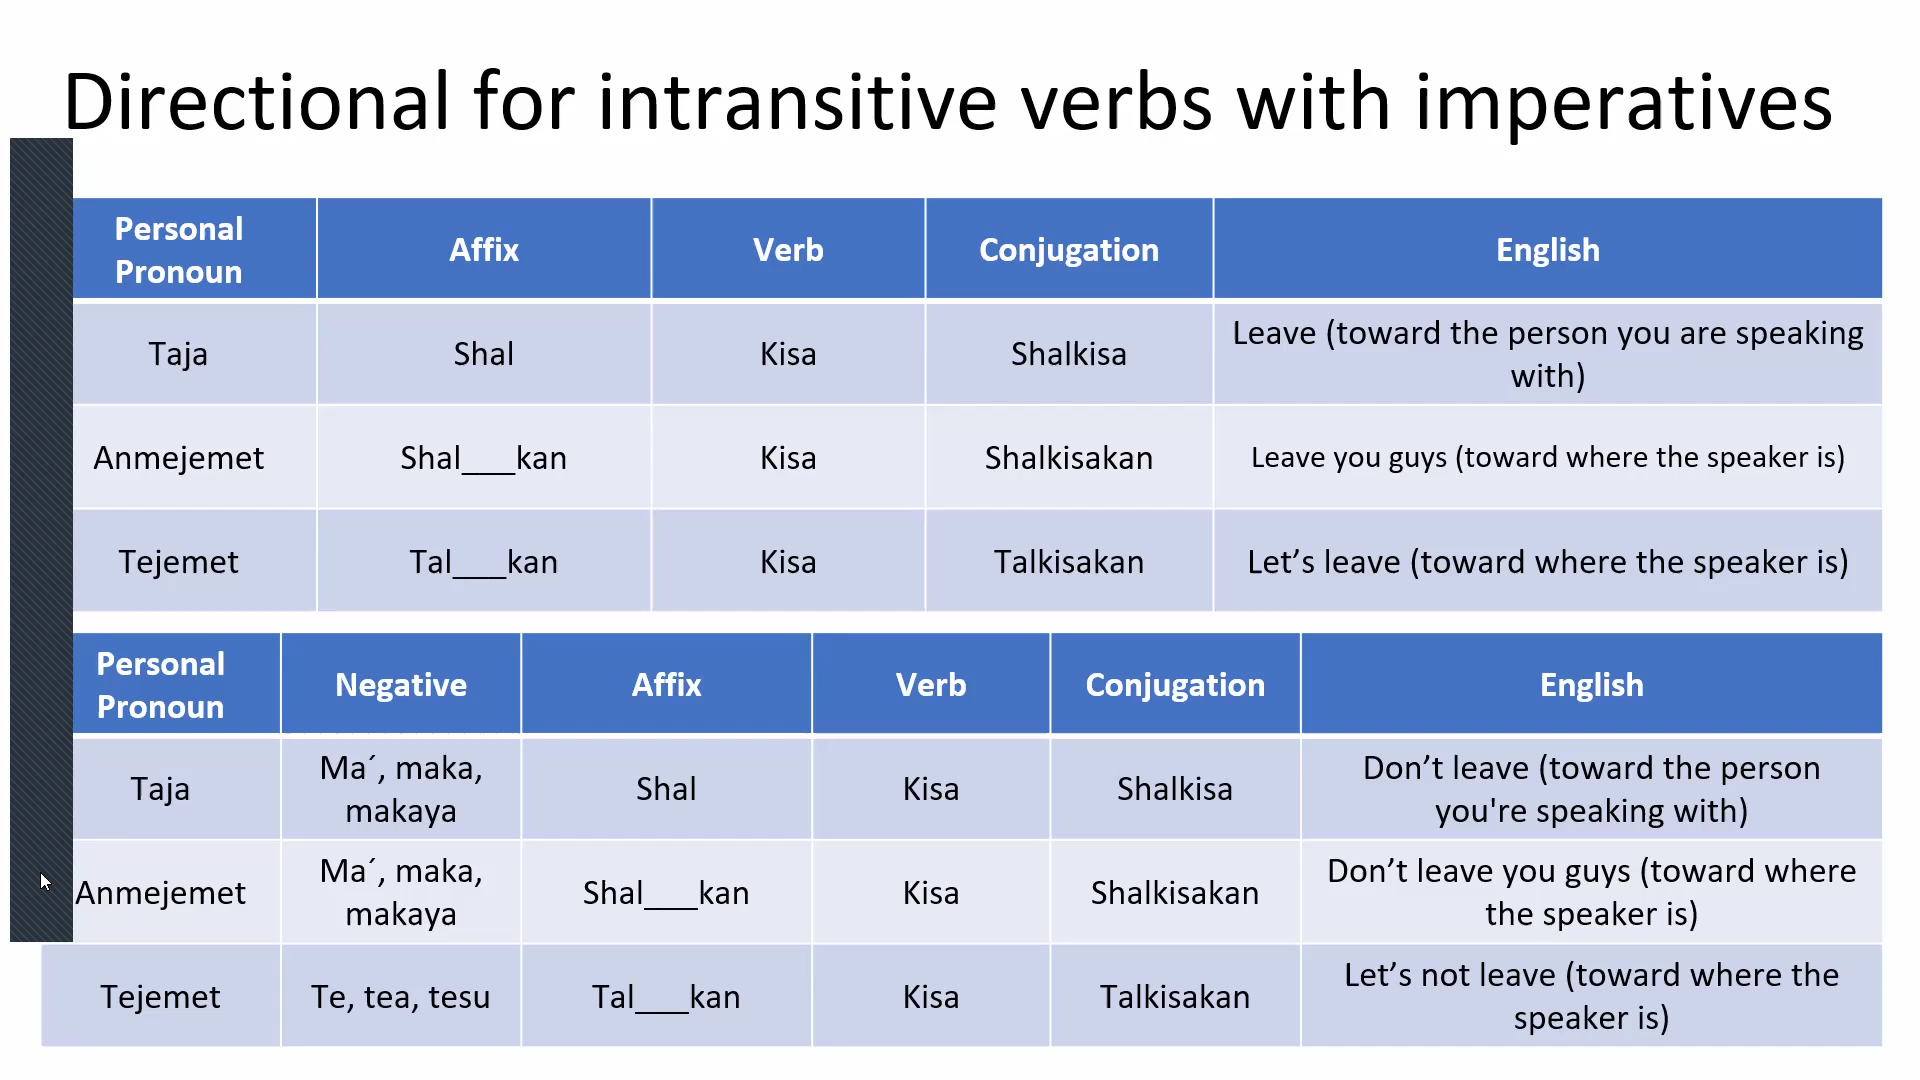 Directional for intransitive verbs with imperatives
Personal
Pronoun
Affix
Verb
Conjugation
English
Taja
Shal
Kisa
Shalkisa
Leave (toward the person you are speaking
with)
Anmejemet
Shal___kan
Kisa
Shalkisakan
Leave you guys (toward where the speaker is)
Tejemet
Tal___kan
Kisa
Talkisakan
Let’s leave (toward where the speaker is)
Personal
Pronoun
Negative
Affix
Verb
Conjugation
English
Taja
Ma´, maka,
makaya
Shal
Kisa
Shalkisa
Don’t leave (toward the person
you're speaking with)
Anmejemet
Ma´, maka,
makaya
Shal___kan
Kisa
Shalkisakan
Don’t leave you guys (toward where
the speaker is)
Tejemet
Te, tea, tesu
Tal___kan
Kisa
Talkisakan
Let’s not leave (toward where the
speaker is)